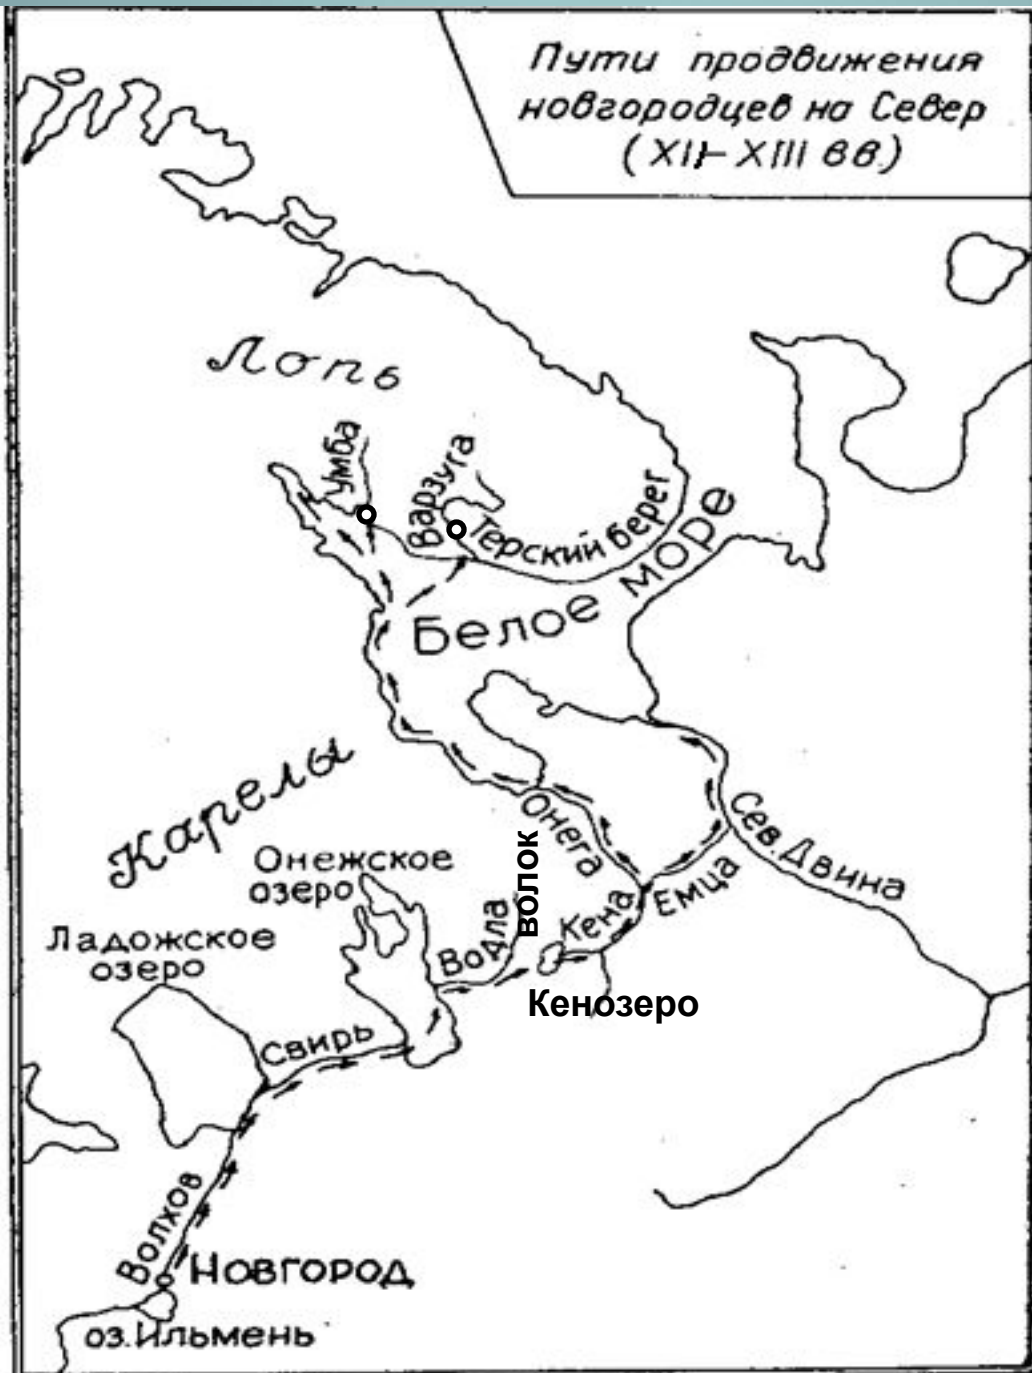 Пути продвижения
новгородцев на Север
(XII-XIII вв.)
Лопь
Умба
Варзуга
Терский берег
Белое море
Карелы
Онежское
озеро
Ладожское
озеро
Водла
волок
Онега
Кена
Емца
Сев. Двина
Кенозеро
Свирь
Волхов
Новгород
оз. Ильмень